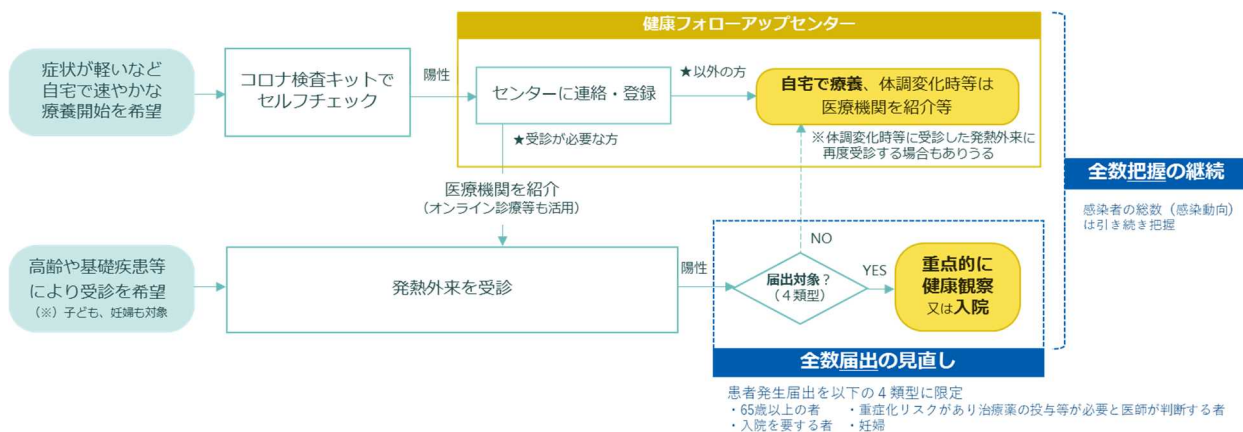 健康フォローアップセンター
症状が軽いなど
自宅で速やかな
療養開始を希望
コロナ検査キットで
セルフチェック
陽性
センターに連絡・登録
★以外の方
自宅で療養、体調変化時等は
医療機関を紹介等
★受診が必要な方
※体調変化時等に受診した発熱外来に
再度受診する場合もありうる
医療機関を紹介
（オンライン診療等も活用）
全数把握の継続
感染者の総数（感染動向）
は引き続き把握
高齢や基礎疾患等
により受診を希望
（※）子ども、妊婦も対象
発熱外来を受診
陽性
NO
届出対象？
（４類型）
YES
重点的に
健康観察
又は入院
全数届出の見直し
患者発生届出を以下の４類型に限定
・65歳以上の者 ・重症化リスクがあり治療薬の投与等が必要と医師が判断する者
・入院を要する者 ・妊婦